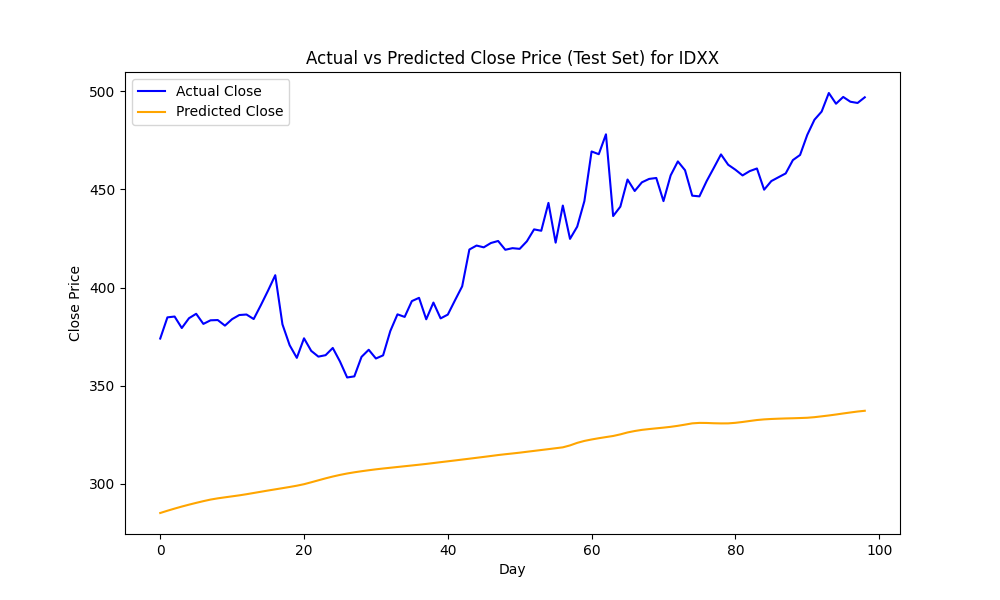 Actual vs Predicted Close Price (Test Set) for IDXX
Actual Close
Predicted Close
500
450
400
350
300
Close Price
0 20 40 60 80 100
Day